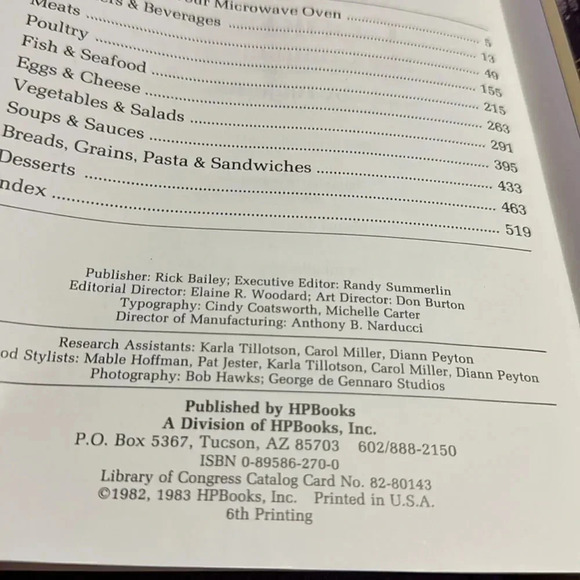 Microwave Oven ........ 5
& Beverages ........ 13
Meats ........ 49
Poultry ........ 155
Fish & Seafood ........ 215
Eggs & Cheese ........ 263
Vegetables & Salads ........ 291
Soups & Sauces ........ 395
Breads, Grains, Pasta & Sandwiches ........ 433
Desserts ........ 463
ndex ........ 519
Publisher: Rick Bailey; Executive Editor: Randy Summerlin
Editorial Director: Elaine R. Woodard; Art Director: Don Burton
Typography: Cindy Coatsworth, Michelle Carter
Director of Manufacturing: Anthony B. Narducci
Research Assistants: Karla Tillotson, Carol Miller, Diann Peyton
od Stylists: Mable Hoffman, Pat Jester, Karla Tillotson, Carol Miller, Diann Peyton
Photography: Bob Hawks; George de Gennaro Studios
Published by HPBooks
A Division of HPBooks, Inc.
P.O. Box 5367, Tucson, AZ 85703 602/888-2150
ISBN 0-89586-270-0
Library of Congress Catalog Card No. 82-80143
©1982, 1983 HPBooks, Inc. Printed in U.S.A.
6th Printing